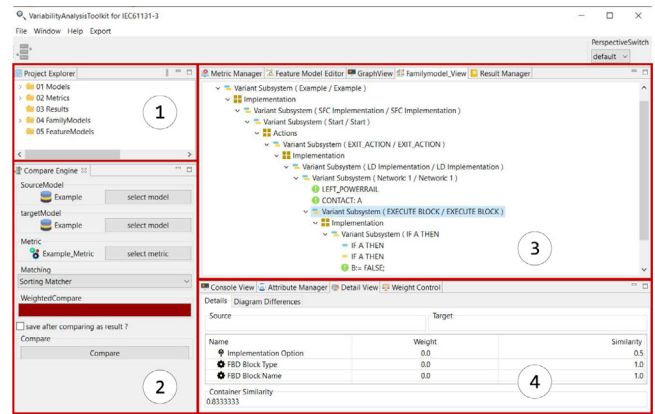 VariabilityAnalysisToolkit for IEC61131-3
File Window Help Export
PerspectiveSwitch
default
Project Explorer
01 Models
02 Metrics
03 Results
04 FamilyModels
05 FeatureModels
1
Compare Engine
SourceModel
Example select model
targetModel
Example select model
Metric
Example_Metric select metric
Matching
Sorting Matcher
WeightedCompare
save after comparing as result ?
Compare
Compare
2
Metric Manager Feature Model Editor GraphView Familymodel_View Result Manager
Variant Subsystem ( Example / Example )
Implementation
Variant Subsystem ( SFC Implementation / SFC Implementation )
Variant Subsystem ( Start / Start )
Actions
Variant Subsystem ( EXIT_ACTION / EXIT_ACTION )
Implementation
Variant Subsystem ( LD Implementation / LD Implementation )
Variant Subsystem ( Network: 1 / Network: 1 )
LEFT_POWERRAIL
CONTACT: A
Variant Subsystem ( EXECUTE BLOCK / EXECUTE BLOCK )
Implementation
Variant Subsystem ( IF A THEN
IF A THEN
IF A THEN
B:= FALSE;
3
Console View Attribute Manager Detail View Weight Control
Details Diagram Differences
Source Target
Name Weight Similarity
Implementation Option 0.0 0.5
FBD Block Type 0.0 1.0
FBD Block Name 0.0 1.0
4
Container Similarity
0.8333333